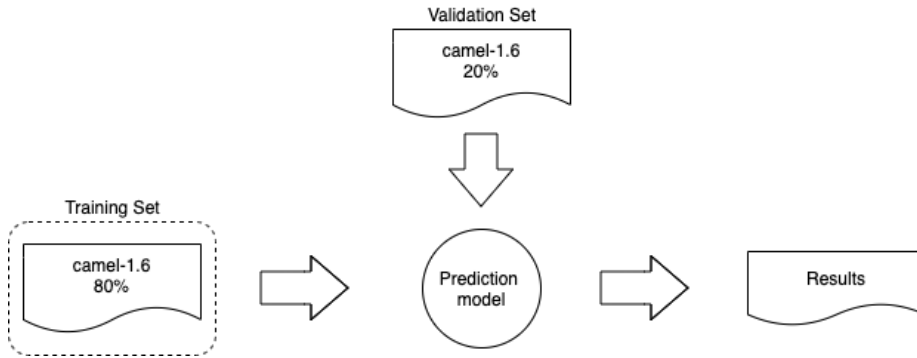 Validation Set
camel-1.6
20%
Training Set
camel-1.6
80%
Prediction
model
Results